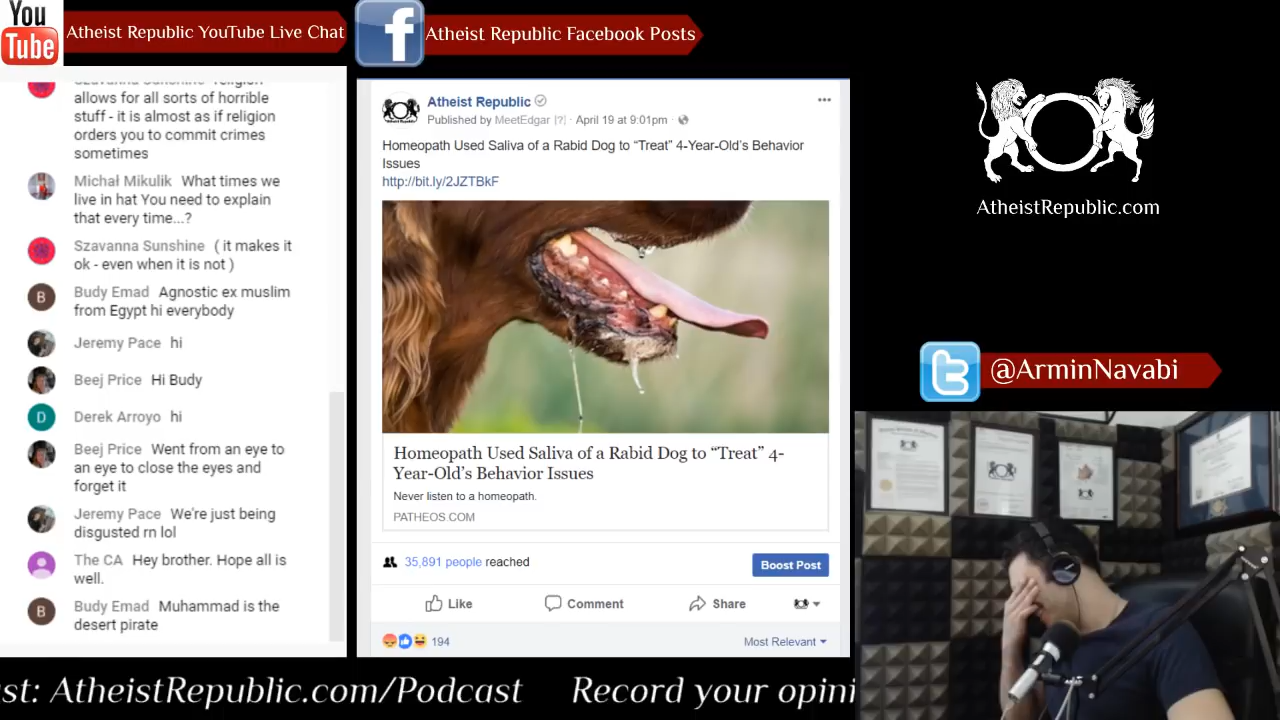 You
Tube
Atheist Republic YouTube Live Chat
Atheist Republic Facebook Posts
Szavanna Sunshine religion
allows for all sorts of horrible
stuff - it is almost as if religion
orders you to commit crimes
sometimes
Michał Mikulik What times we
live in hat You need to explain
that every time...?
Szavanna Sunshine ( it makes it
ok - even when it is not )
B
Budy Emad Agnostic ex muslim
from Egypt hi everybody
Jeremy Pace hi
Beej Price Hi Budy
D
Derek Arroyo hi
Beej Price Went from an eye to
an eye to close the eyes and
forget it
Jeremy Pace We're just being
disgusted rn lol
The CA Hey brother. Hope all is
well.
B
Budy Emad Muhammad is the
desert pirate
Atheist Republic
Atheist Republic
Published by MeetEdgar [?] · April 19 at 9:01pm ·
Homeopath Used Saliva of a Rabid Dog to “Treat” 4-Year-Old’s Behavior
Issues
http://bit.ly/2JZTBkF
Homeopath Used Saliva of a Rabid Dog to “Treat” 4-
Year-Old’s Behavior Issues
Never listen to a homeopath.
PATHEOS.COM
35,891 people reached
Boost Post
Like
Comment
Share
194
Most Relevant
AtheistRepublic.com
@ArminNavabi
st: AtheistRepublic.com/Podcast
Record your opini